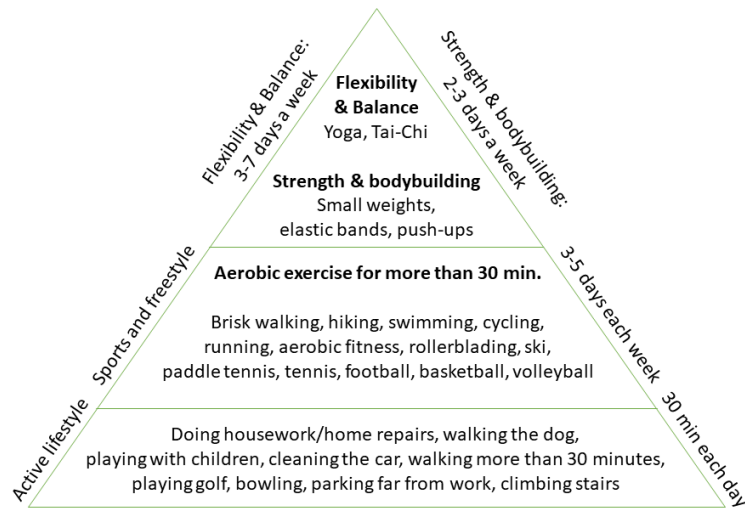 Flexibility & Balance:
3-7 days a week
Strength & bodybuilding:
2-3 days a week
Flexibility
& Balance
Yoga, Tai-Chi
Strength & bodybuilding
Small weights,
elastic bands, push-ups
Sports and freestyle
3-5 days each week
Aerobic exercise for more than 30 min.
Brisk walking, hiking, swimming, cycling,
running, aerobic fitness, rollerblading, ski,
paddle tennis, tennis, football, basketball, volleyball
Active lifestyle
30 min each day
Doing housework/home repairs, walking the dog,
playing with children, cleaning the car, walking more than 30 minutes,
playing golf, bowling, parking far from work, climbing stairs